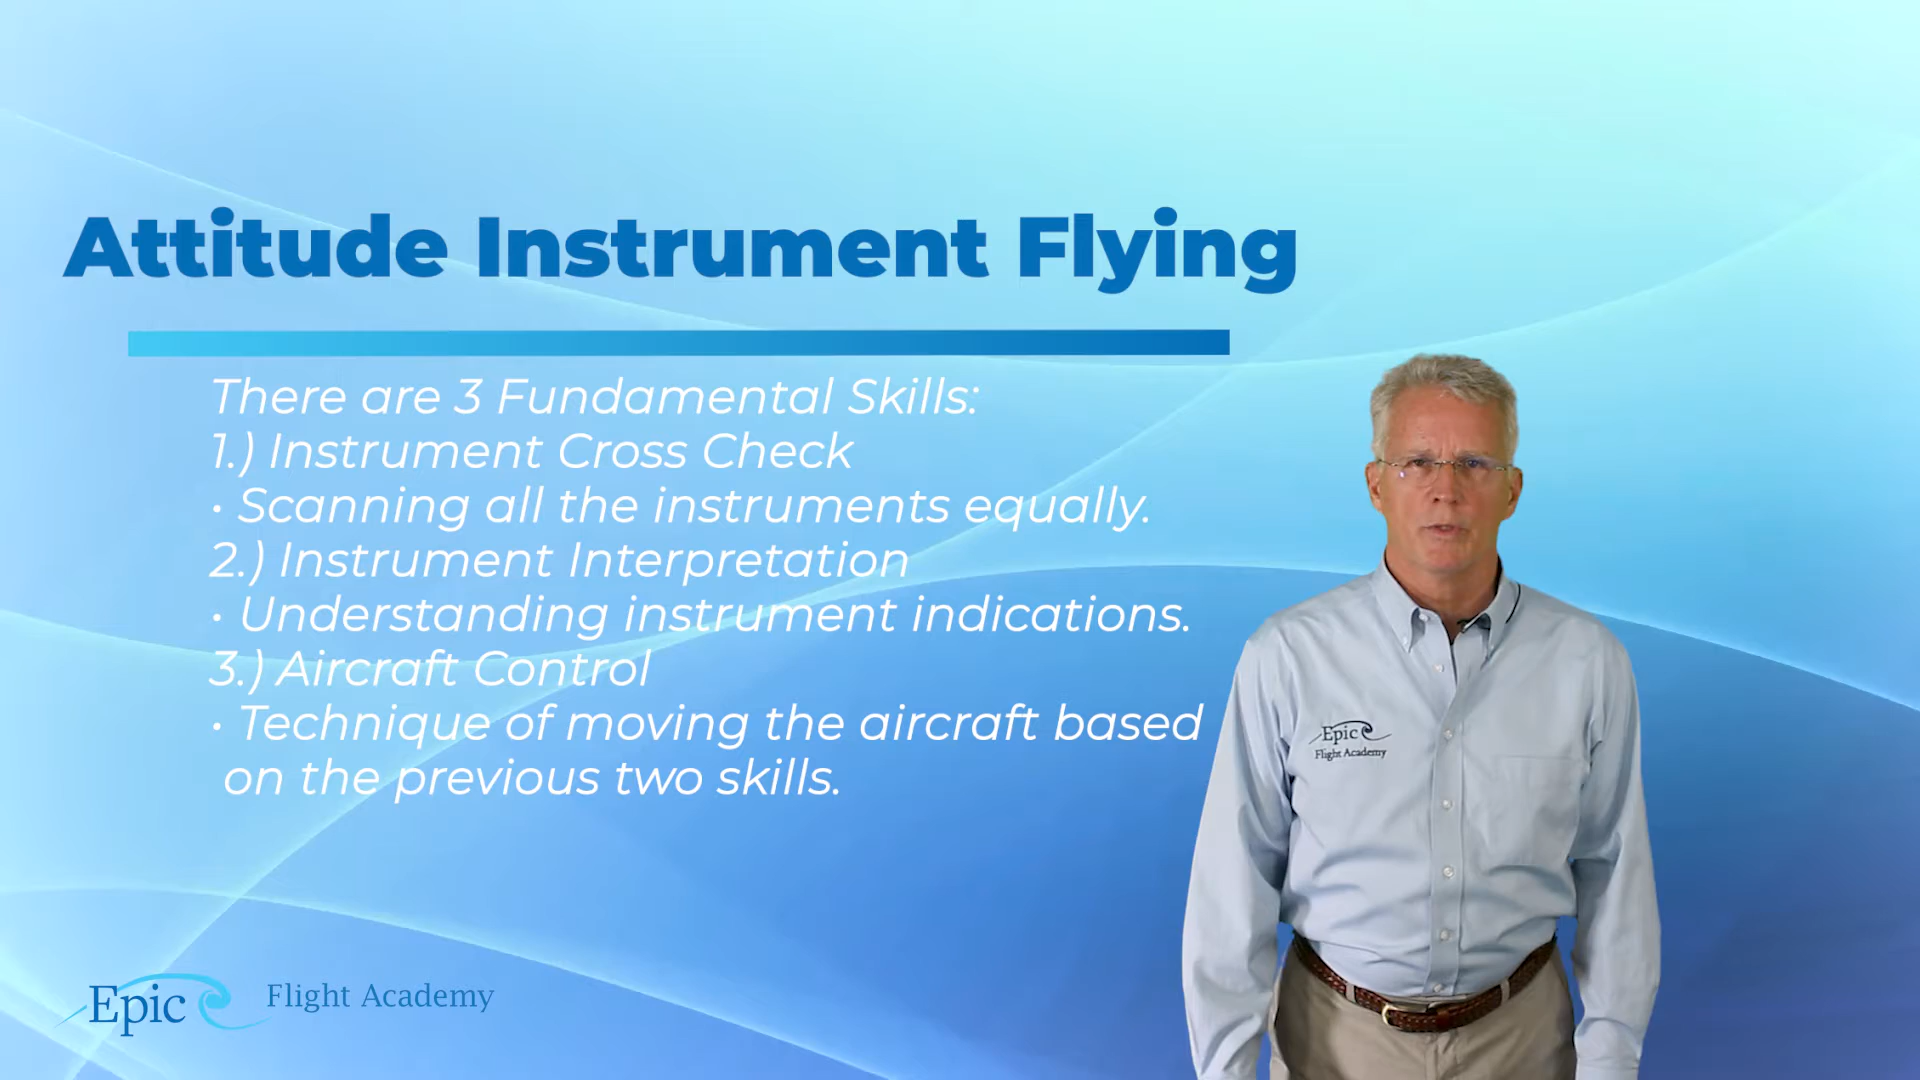 Attitude Instrument Flying
There are 3 Fundamental Skills:
1.) Instrument Cross Check
• Scanning all the instruments equally.
2.) Instrument Interpretation
• Understanding instrument indications.
3.) Aircraft Control
• Technique of moving the aircraft based
on the previous two skills.
Epic
Flight Academy
Epic Flight Academy